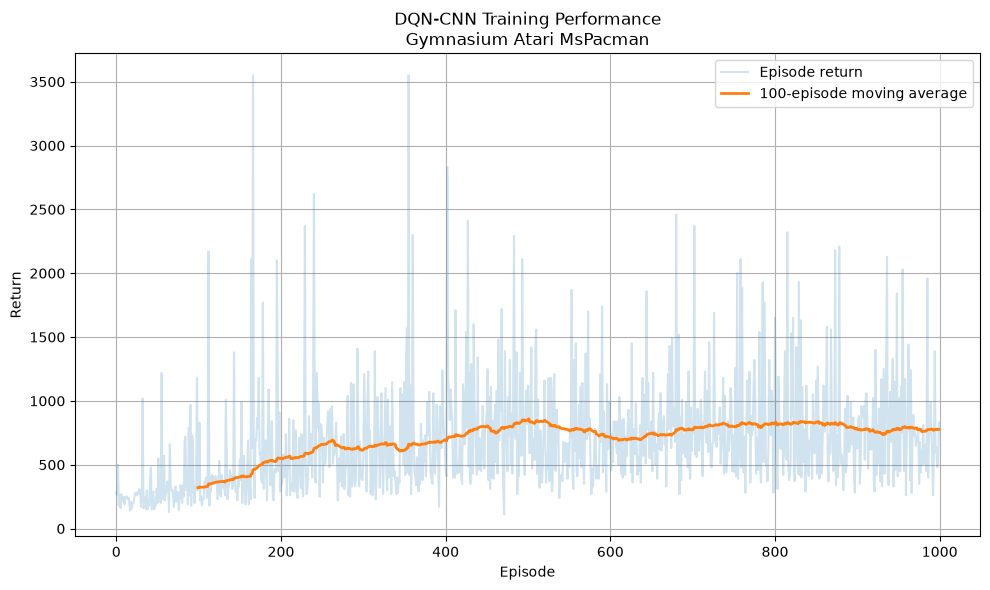 DQN-CNN Training Performance
Gymnasium Atari MsPacman
Episode return
100-episode moving average
3500
3000
2500
2000
1500
1000
500
0
Return
0 200 400 600 800 1000
Episode